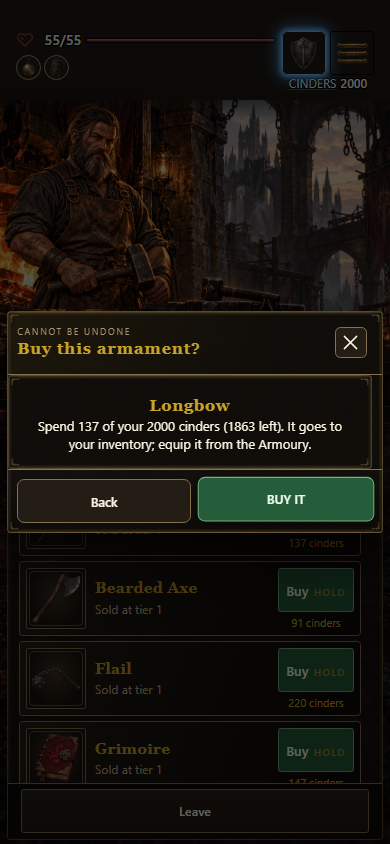 55/55
CINDERS 2000
CANNOT BE UNDONE
Buy this armament?
Longbow
Spend 137 of your 2000 cinders (1863 left). It goes to
your inventory; equip it from the Armoury.
Back
BUY IT
137 cinders
Bearded Axe
Sold at tier 1
Buy HOLD
91 cinders
Flail
Sold at tier 1
Buy HOLD
220 cinders
Grimoire
Sold at tier 1
Buy HOLD
147 cinders
Leave